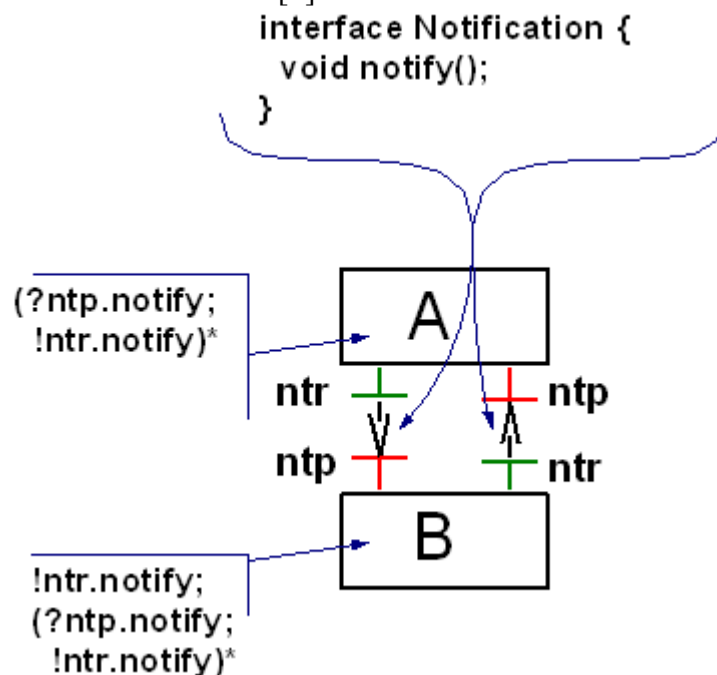 interface Notification {
void notify();
}
(?ntp.notify;
!ntr.notify)*
A
ntr
ntp
ntp
ntr
B
!ntr.notify;
(?ntp.notify;
!ntr.notify)*